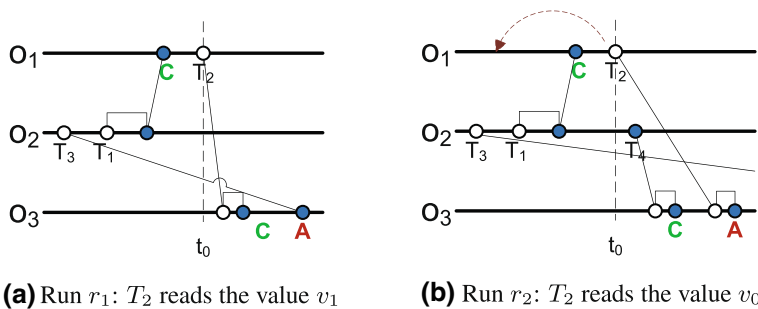 O1 C T2
O2 T3 T1
O3 C A
t0
(a) Run r1: T2 reads the value v1
O1 C T2
O2 T3 T1 T4
O3 C A
t0
(b) Run r2: T2 reads the value v0